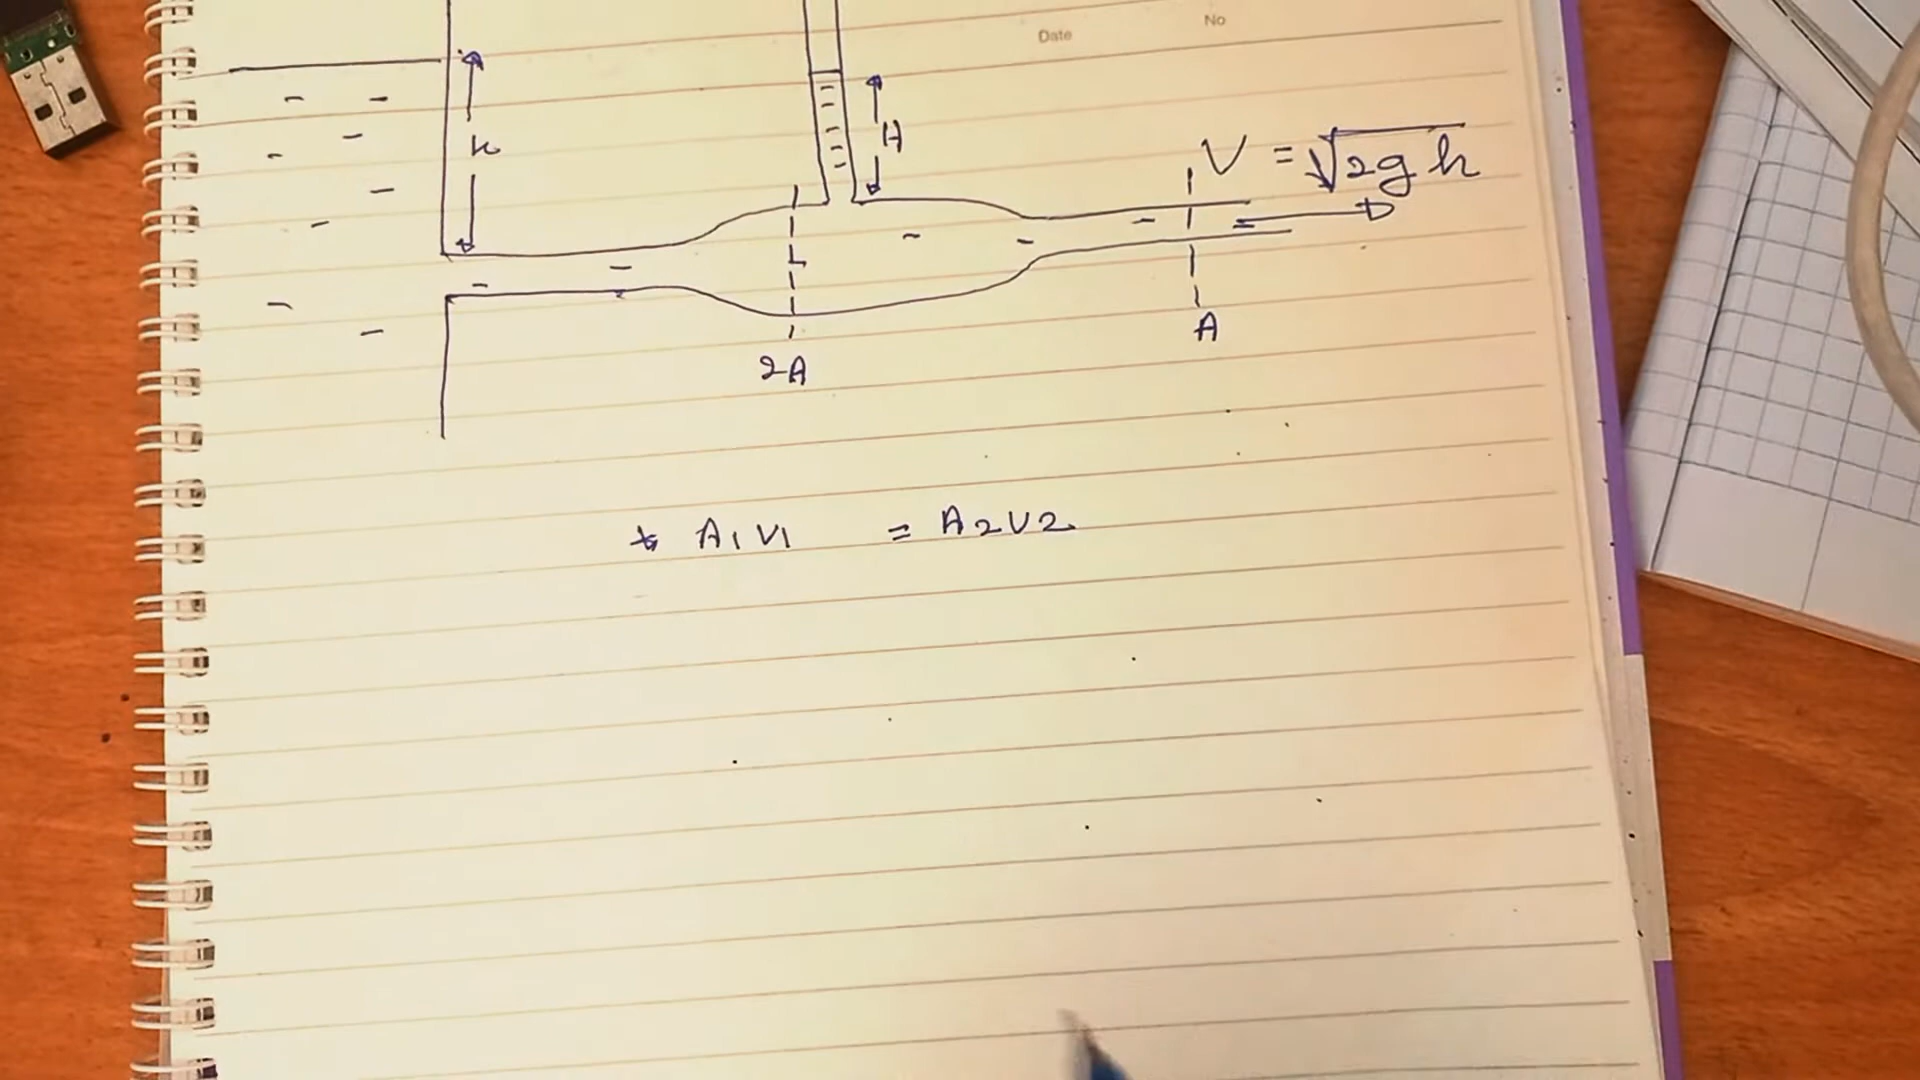 Date No
h
H
V = √2gh
2A
A
* A1V1 = A2V2